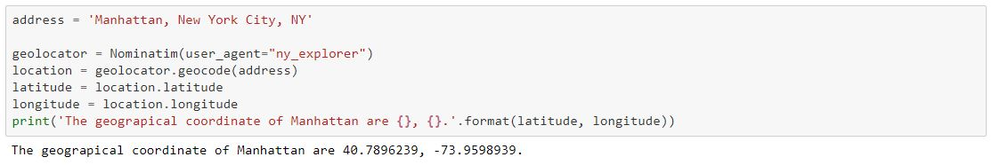 address = 'Manhattan, New York City, NY'
geolocator = Nominatim(user_agent="ny_explorer")
location = geolocator.geocode(address)
latitude = location.latitude
longitude = location.longitude
print('The geograpical coordinate of Manhattan are {}, {}.'.format(latitude, longitude))
The geograpical coordinate of Manhattan are 40.7896239, -73.9598939.